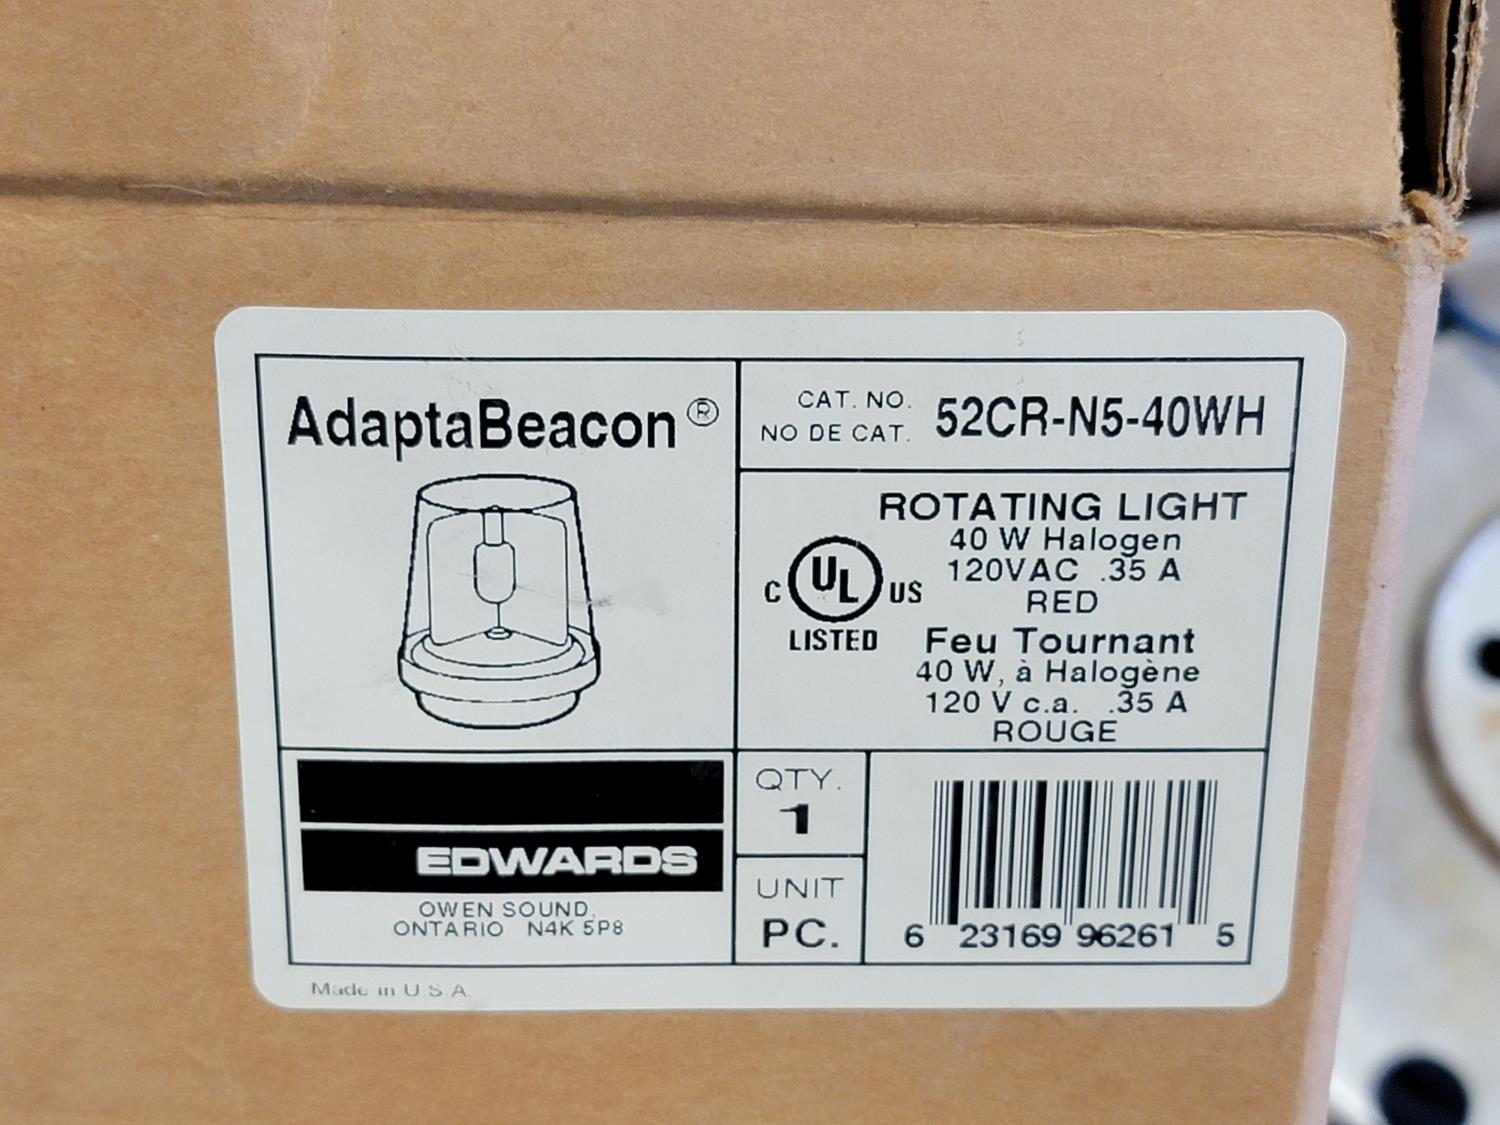 AdaptaBeacon®
CAT. NO.
NO DE CAT.
52CR-N5-40WH
ROTATING LIGHT
40 W Halogen
120VAC .35 A
RED
C UL US
LISTED
Feu Tournant
40 W, à Halogène
120 V c.a. .35 A
ROUGE
EDWARDS
OWEN SOUND,
ONTARIO N4K 5P8
QTY.
1
UNIT
PC.
6 23169 96261 5
Made in U S A